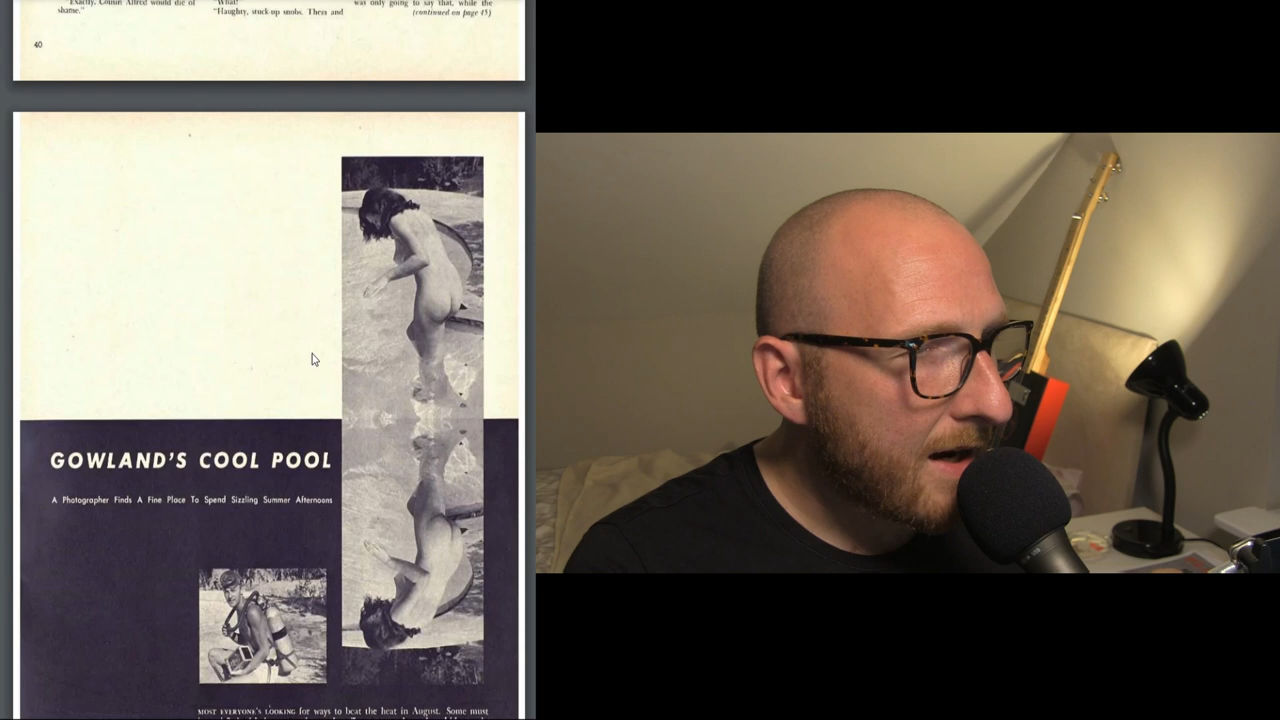 "Exactly, Cousin Alfred would die of
shame."
"What!"
"Haughty, stuck-up snobs. Thera and
was only going to say that, while the
(continued on page 45)
40
GOWLAND'S COOL POOL
A Photographer Finds A Fine Place To Spend Sizzling Summer Afternoons
MOST EVERYONE'S LOOKING for ways to beat the heat in August. Some must